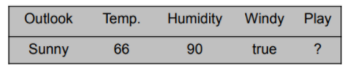 Outlook Temp. Humidity Windy Play
Sunny 66 90 true ?